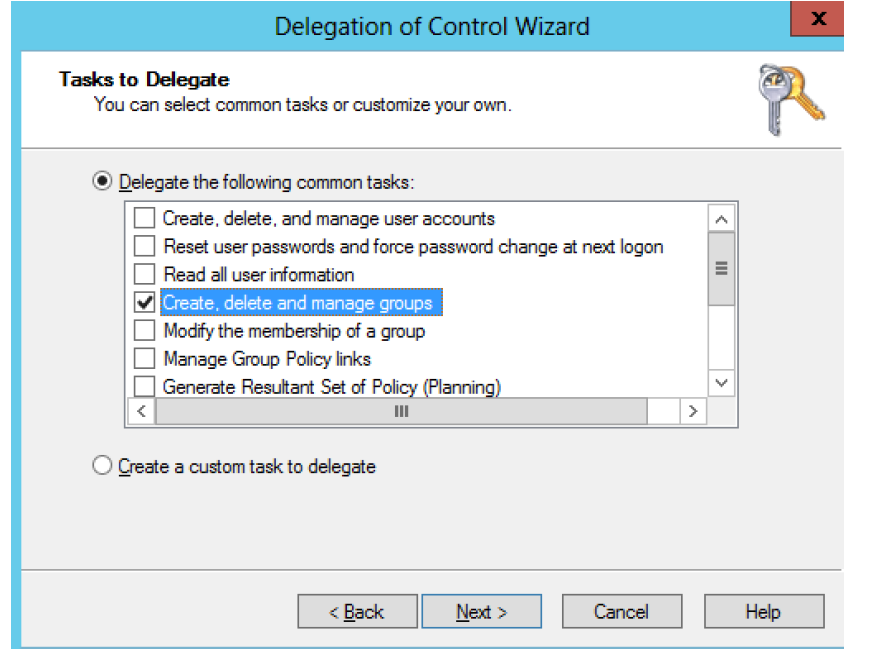 Delegation of Control Wizard
x
Tasks to Delegate
You can select common tasks or customize your own.
Delegate the following common tasks:
Create, delete, and manage user accounts
Reset user passwords and force password change at next logon
Read all user information
Create, delete and manage groups
Modify the membership of a group
Manage Group Policy links
Generate Resultant Set of Policy (Planning)
Create a custom task to delegate
< Back Next > Cancel Help